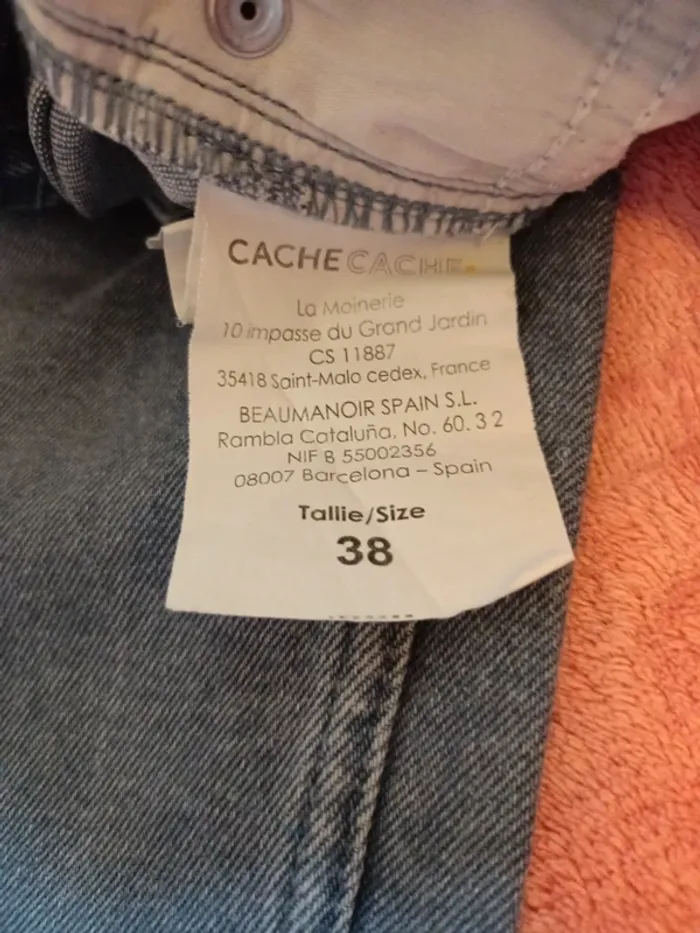 CACHECACHE.
La Moinerie
10 impasse du Grand Jardin
CS 11887
35418 Saint-Malo cedex, France
BEAUMANOIR SPAIN S.L.
Rambla Cataluña, No. 60. 3 2
NIF B 55002356
08007 Barcelona – Spain
Tallie/Size
38